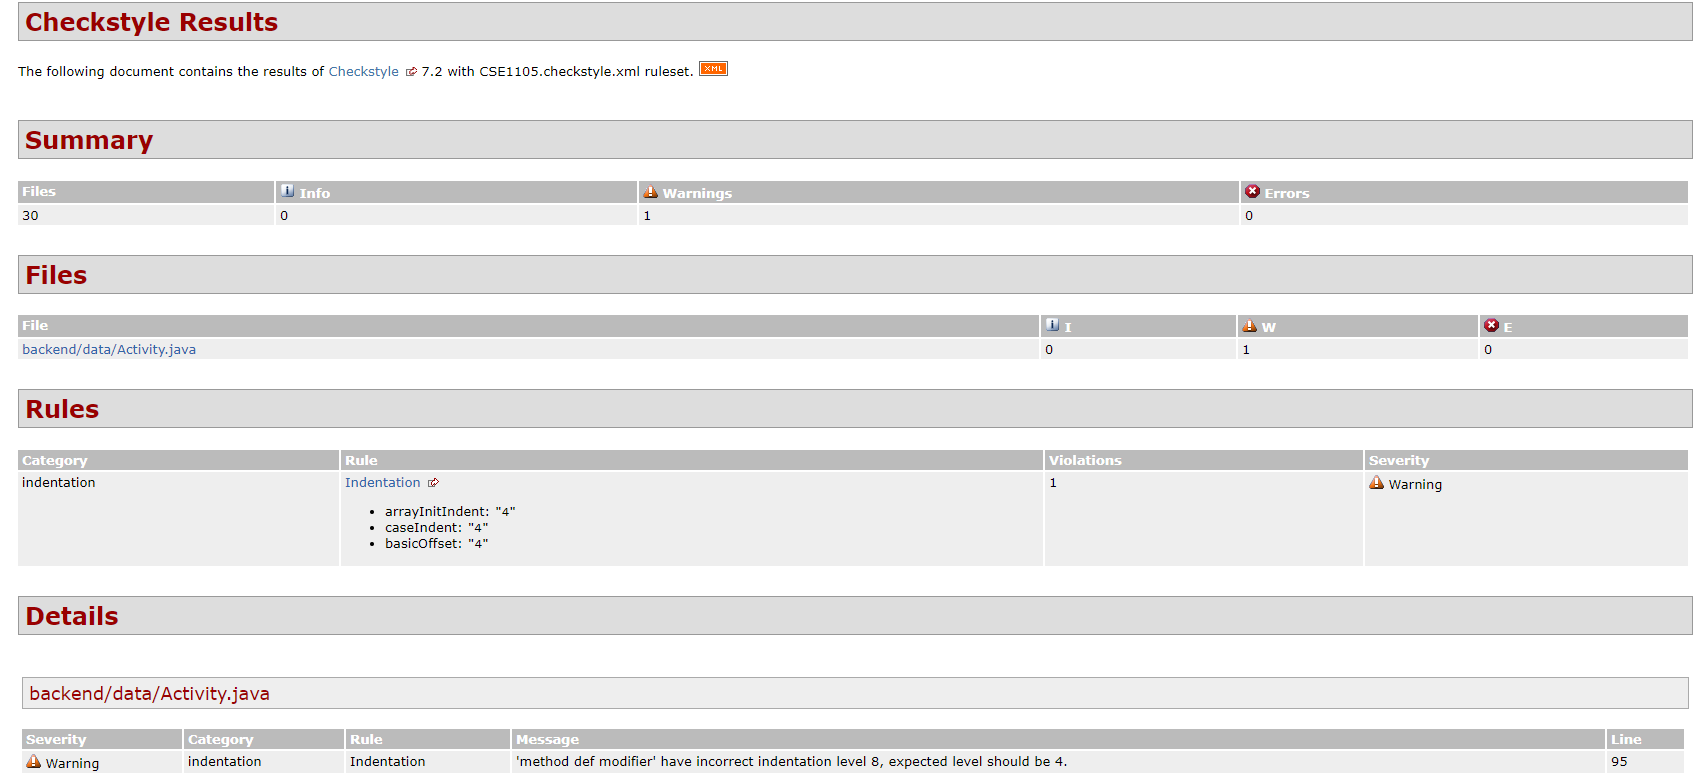 Checkstyle Results
The following document contains the results of Checkstyle 7.2 with CSE1105.checkstyle.xml ruleset. XML
Summary
Files Info Warnings Errors
30 0 1 0
Files
File I W E
backend/data/Activity.java 0 1 0
Rules
Category Rule Violations Severity
indentation Indentation 1 Warning
• arrayInitIndent: "4"
• caseIndent: "4"
• basicOffset: "4"
Details
backend/data/Activity.java
Severity Category Rule Message Line
Warning indentation Indentation 'method def modifier' have incorrect indentation level 8, expected level should be 4. 95